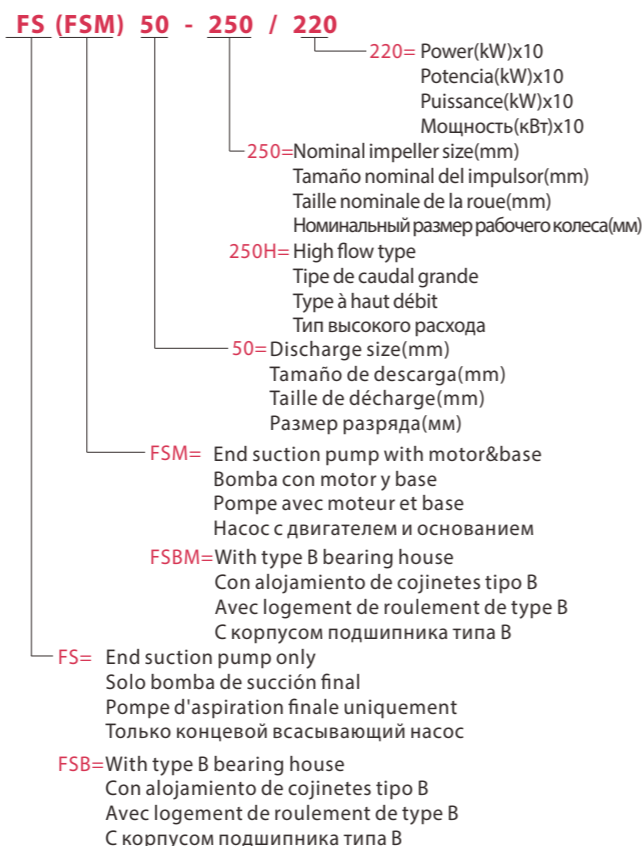 FS (FSM) 50 - 250 / 220
220= Power(kW)x10
Potencia(kW)x10
Puissance(kW)x10
Мощность(кВт)x10
250=Nominal impeller size(mm)
Tamaño nominal del impulsor(mm)
Taille nominale de la roue(mm)
Номинальный размер рабочего колеса(мм)
250H= High flow type
Tipe de caudal grande
Type à haut débit
Тип высокого расхода
50= Discharge size(mm)
Tamaño de descarga(mm)
Taille de décharge(mm)
Размер разряда(мм)
FSM= End suction pump with motor&base
Bomba con motor y base
Pompe avec moteur et base
Насос с двигателем и основанием
FSBM=With type B bearing house
Con alojamiento de cojinetes tipo B
Avec logement de roulement de type B
С корпусом подшипника типа B
FS= End suction pump only
Solo bomba de succión final
Pompe d'aspiration finale uniquement
Только концевой всасывающий насос
FSB=With type B bearing house
Con alojamiento de cojinetes tipo B
Avec logement de roulement de type B
С корпусом подшипника типа B